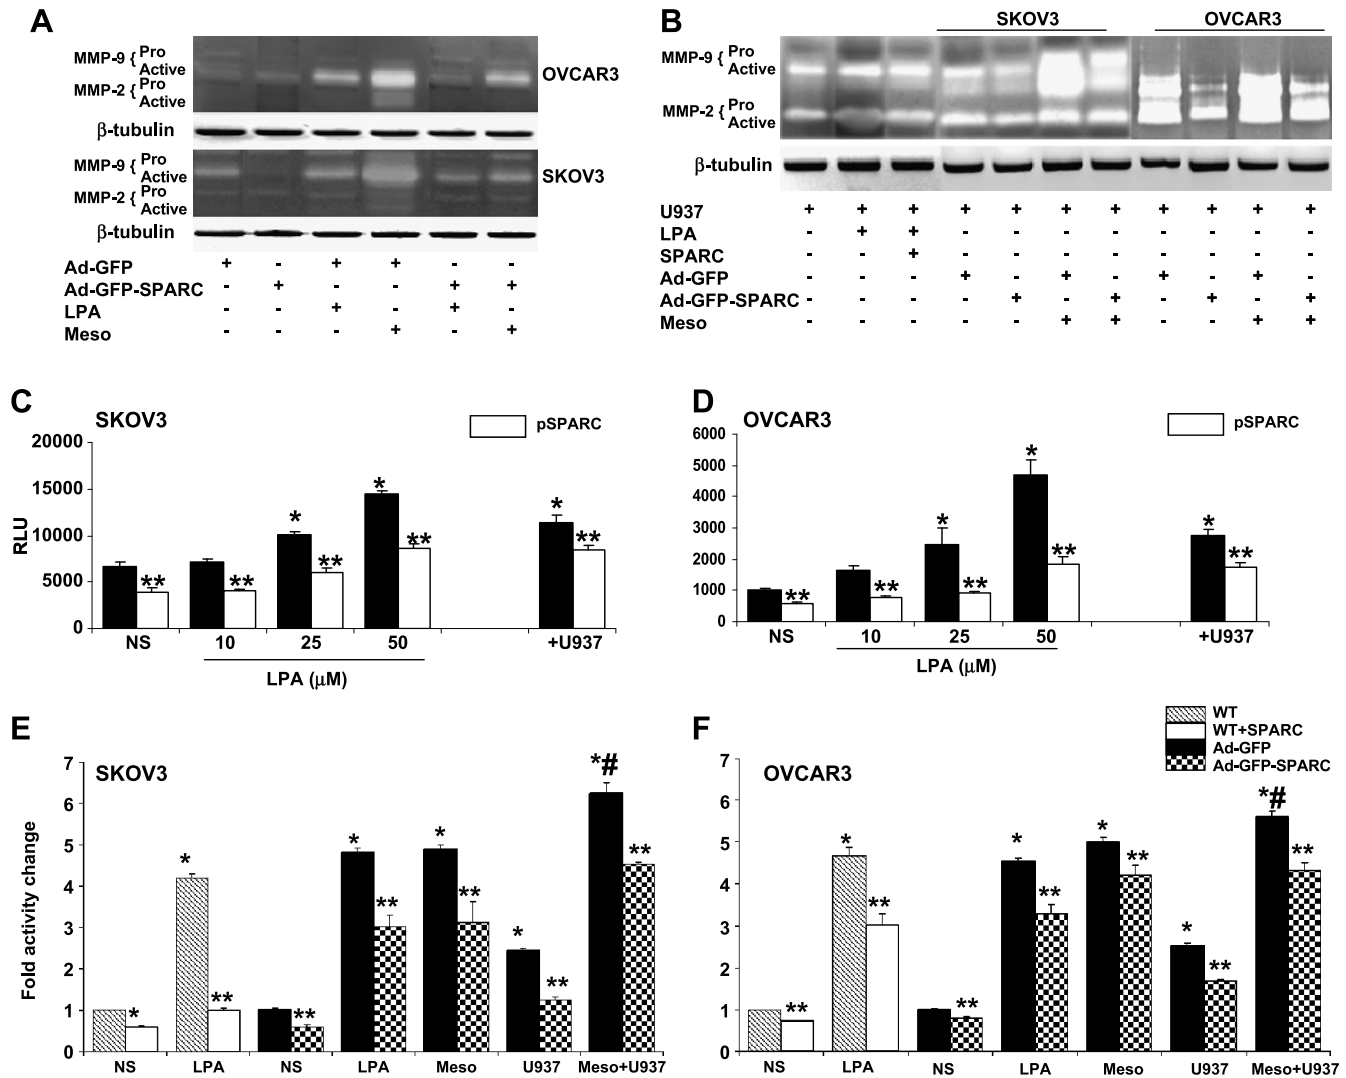 A
MMP-9 { Pro
Active
MMP-2 { Pro
Active
OVCAR3
β-tubulin
MMP-9 { Pro
Active
MMP-2 { Pro
Active
SKOV3
β-tubulin
Ad-GFP + - + + - -
Ad-GFP-SPARC - + - - + +
LPA - - + - + -
Meso - - - + - +
B
SKOV3 OVCAR3
MMP-9 { Pro
Active
MMP-2 { Pro
Active
β-tubulin
U937 + + + + + + + + + + +
LPA - + + - - - - - - - -
SPARC - - + - - - - - - - -
Ad-GFP - - - + - + - + - + -
Ad-GFP-SPARC - - - - + - + - + - +
Meso - - - - - + + - - + +
C
SKOV3
pSPARC
RLU
20000
15000
10000
5000
0
** ** * ** * ** * **
NS 10 25 50 +U937
LPA (μM)
D
OVCAR3
pSPARC
6000
5000
4000
3000
2000
1000
0
** ** * ** * ** * **
NS 10 25 50 +U937
LPA (μM)
E
SKOV3
Fold activity change
7
6
5
4
3
2
1
0
* * ** ** * ** * ** * ** *# **
NS LPA NS LPA Meso U937 Meso+U937
F
OVCAR3
WT
WT+SPARC
Ad-GFP
Ad-GFP-SPARC
7
6
5
4
3
2
1
0
** * ** ** * ** * ** * ** *# **
NS LPA NS LPA Meso U937 Meso+U937